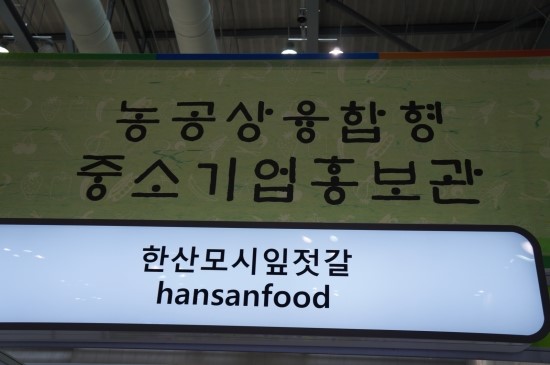 농공상융합형
중소기업홍보관
한산모시잎젓갈
hansanfood